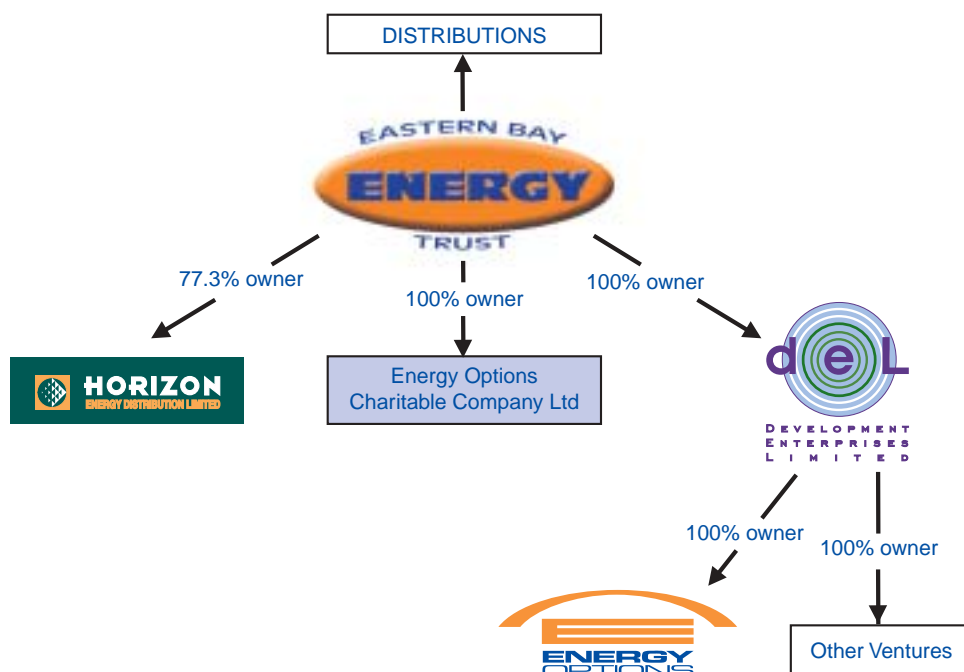 DISTRIBUTIONS
EASTERN BAY
ENERGY
TRUST
77.3% owner
100% owner
100% owner
HORIZON
ENERGY DISTRIBUTION LIMITED
Energy Options
Charitable Company Ltd
deL
DEVELOPMENT
ENTERPRISES
LIMITED
100% owner
100% owner
ENERGY
OPTIONS
Other Ventures